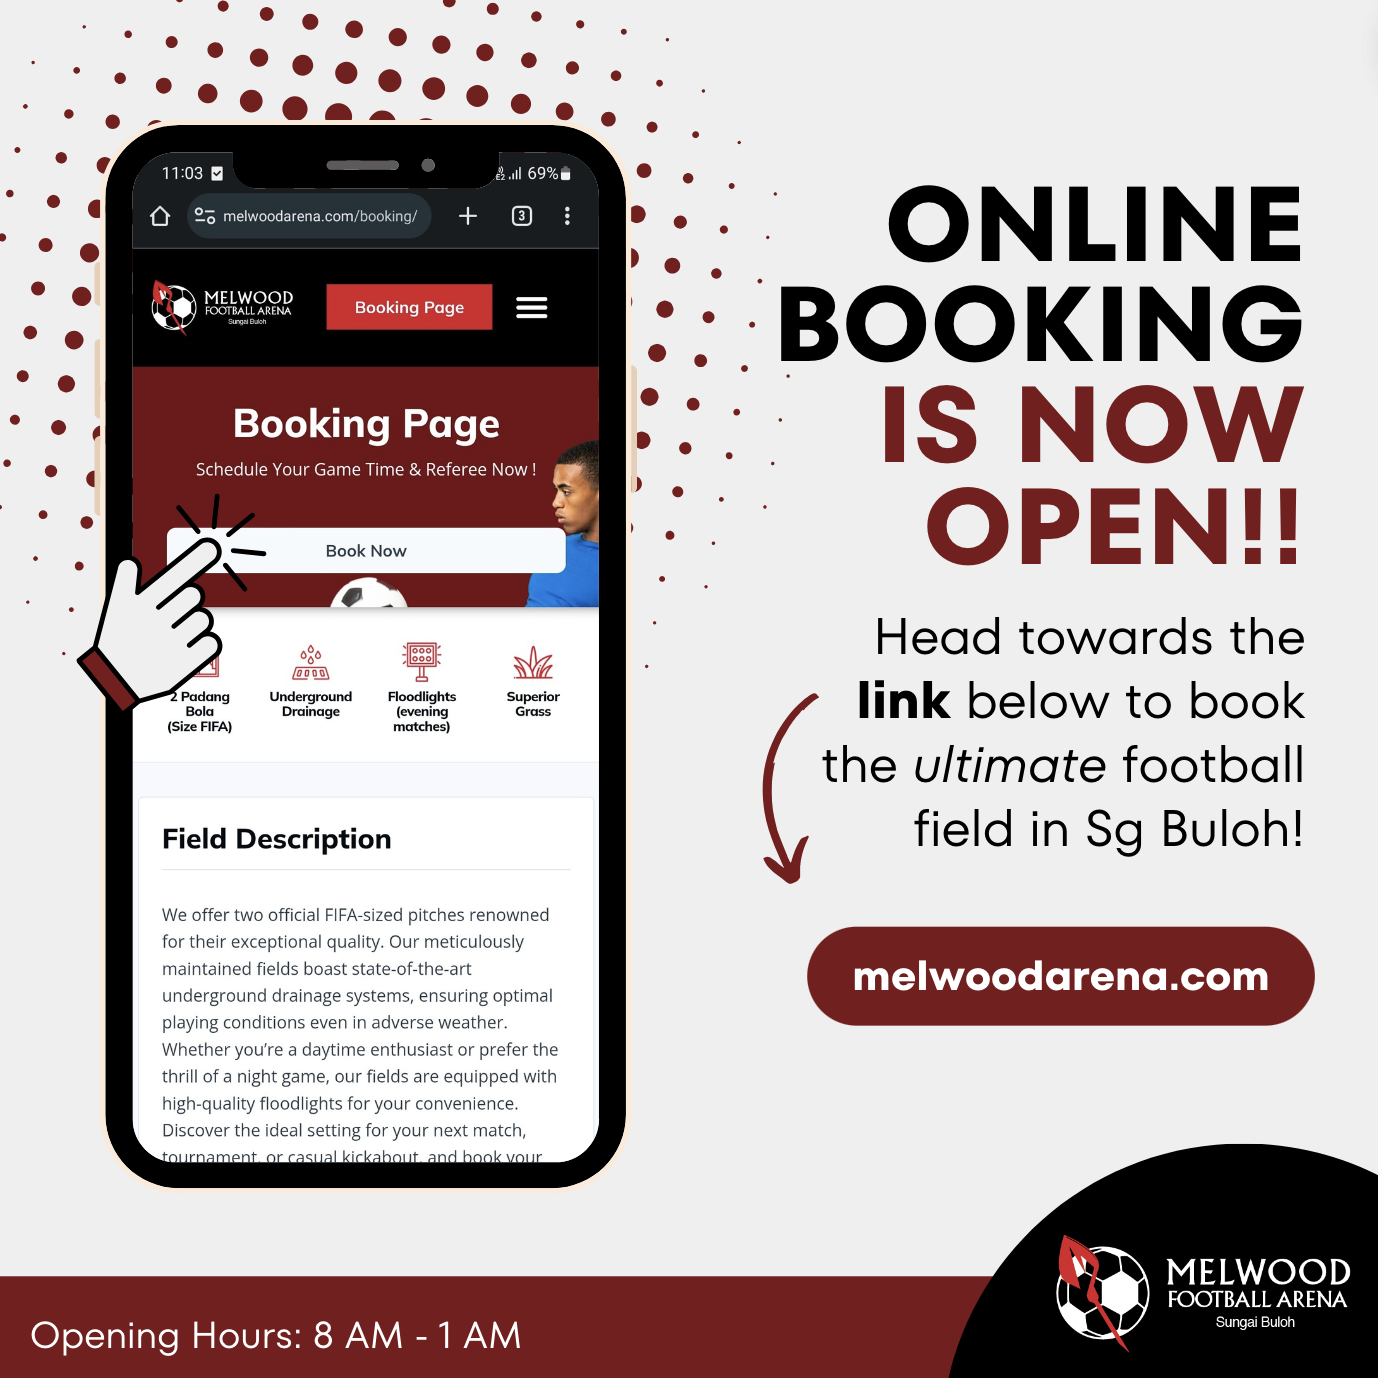 11:03
69%
melwoodarena.com/booking/
3
MELWOOD
FOOTBALL ARENA
Sungai Buloh
Booking Page
Booking Page
Schedule Your Game Time & Referee Now !
Book Now
2 Padang
Bola
(Size FIFA)
Underground
Drainage
Floodlights
(evening
matches)
Superior
Grass
Field Description
We offer two official FIFA-sized pitches renowned
for their exceptional quality. Our meticulously
maintained fields boast state-of-the-art
underground drainage systems, ensuring optimal
playing conditions even in adverse weather.
Whether you’re a daytime enthusiast or prefer the
thrill of a night game, our fields are equipped with
high-quality floodlights for your convenience.
Discover the ideal setting for your next match,
tournament, or casual kickabout, and book your
ONLINE
BOOKING
IS NOW
OPEN!!
Head towards the
link below to book
the ultimate football
field in Sg Buloh!
melwoodarena.com
Opening Hours: 8 AM - 1 AM
MELWOOD
FOOTBALL ARENA
Sungai Buloh